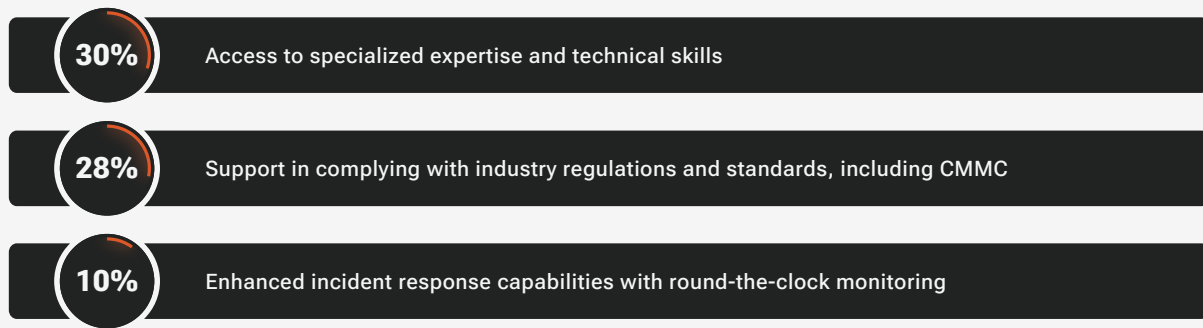 30% Access to specialized expertise and technical skills
28% Support in complying with industry regulations and standards, including CMMC
10% Enhanced incident response capabilities with round-the-clock monitoring